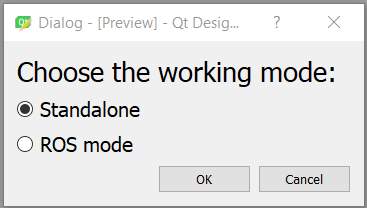 Dialog - [Preview] - Qt Desig...
Choose the working mode:
Standalone
ROS mode
OK Cancel